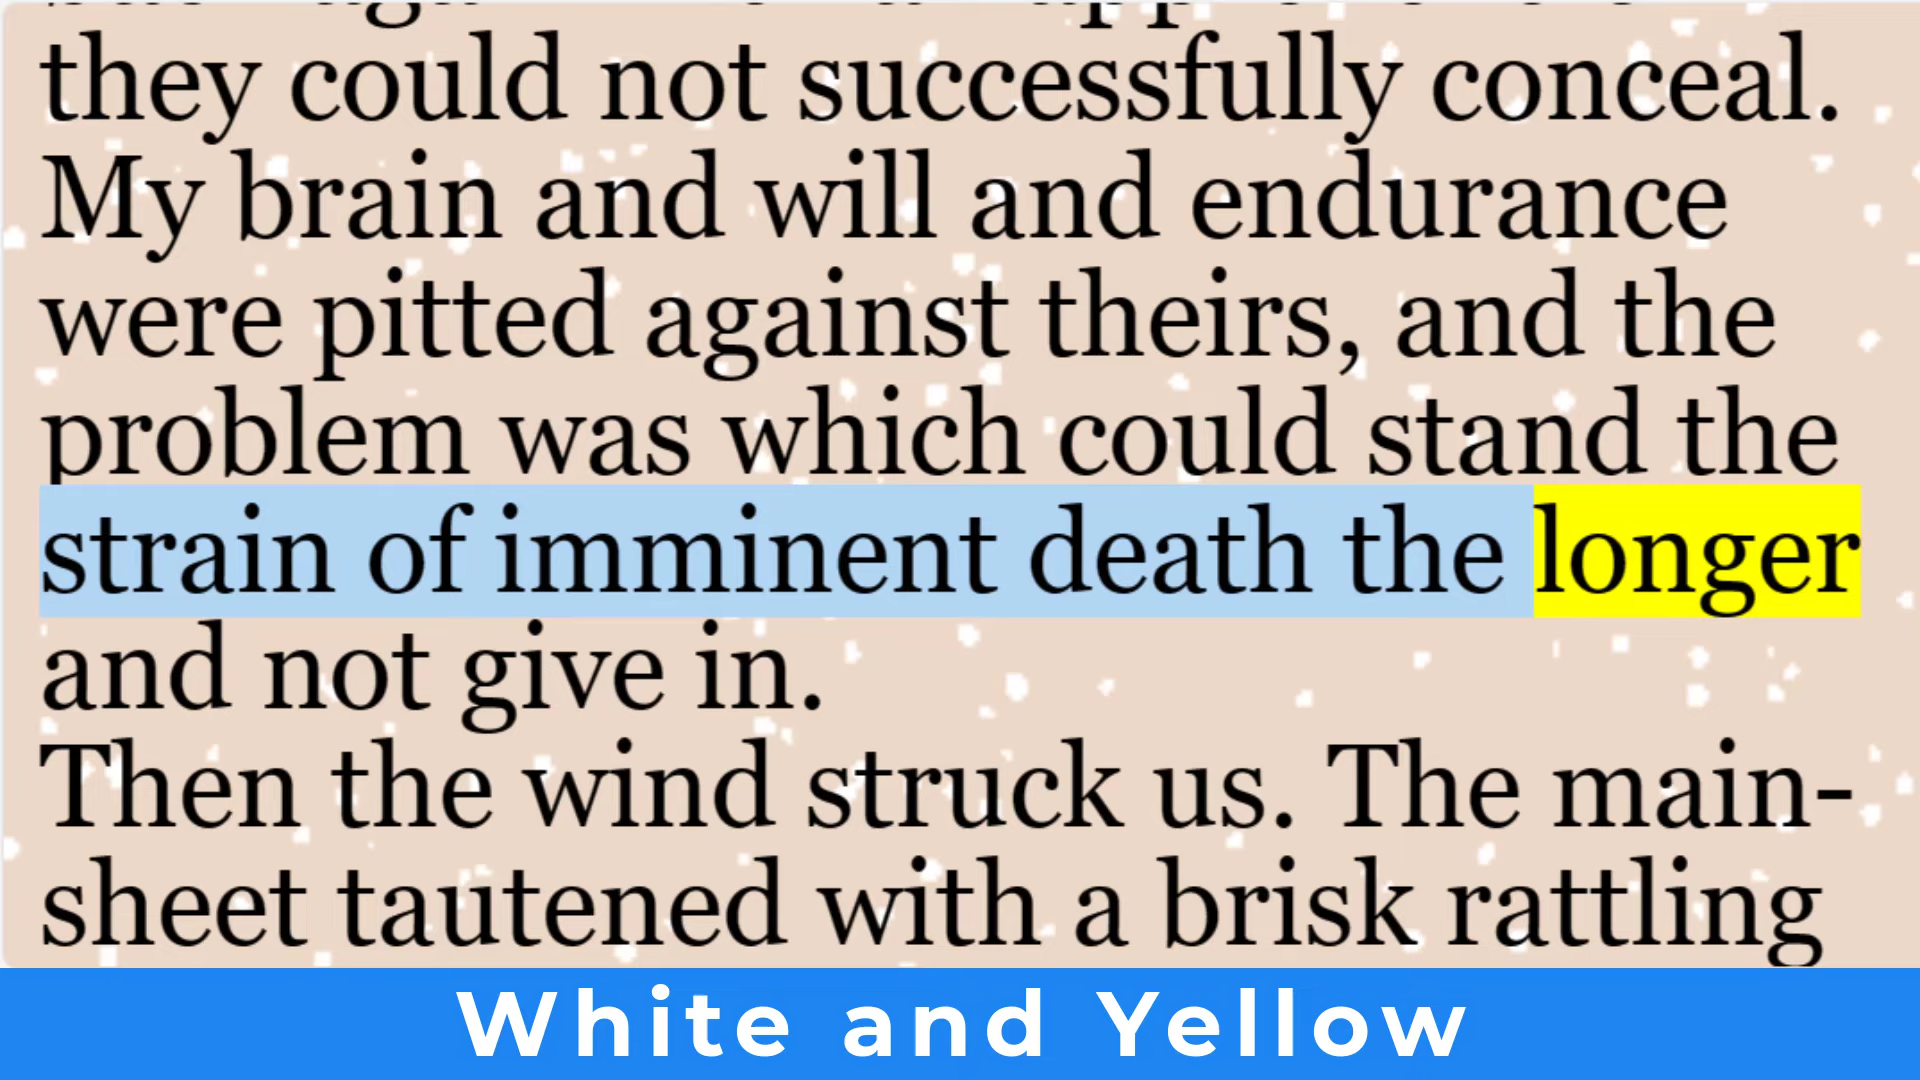 they could not successfully conceal.
My brain and will and endurance
were pitted against theirs, and the
problem was which could stand the
strain of imminent death the longer
and not give in.
Then the wind struck us. The main-
sheet tautened with a brisk rattling
White and Yellow